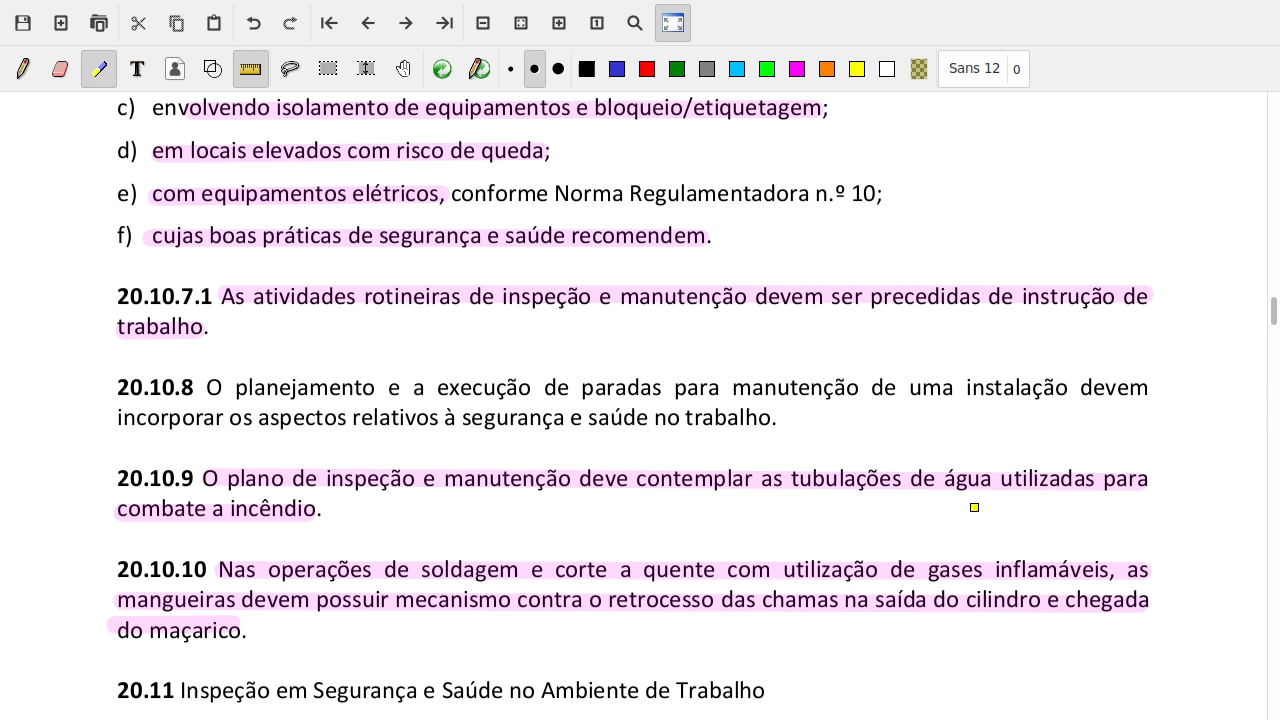 T
1
Sans 12 0
c) envolvendo isolamento de equipamentos e bloqueio/etiquetagem;
d) em locais elevados com risco de queda;
e) com equipamentos elétricos, conforme Norma Regulamentadora n.º 10;
f) cujas boas práticas de segurança e saúde recomendem.
20.10.7.1 As atividades rotineiras de inspeção e manutenção devem ser precedidas de instrução de
trabalho.
20.10.8 O planejamento e a execução de paradas para manutenção de uma instalação devem
incorporar os aspectos relativos à segurança e saúde no trabalho.
20.10.9 O plano de inspeção e manutenção deve contemplar as tubulações de água utilizadas para
combate a incêndio.
20.10.10 Nas operações de soldagem e corte a quente com utilização de gases inflamáveis, as
mangueiras devem possuir mecanismo contra o retrocesso das chamas na saída do cilindro e chegada
do maçarico.
20.11 Inspeção em Segurança e Saúde no Ambiente de Trabalho